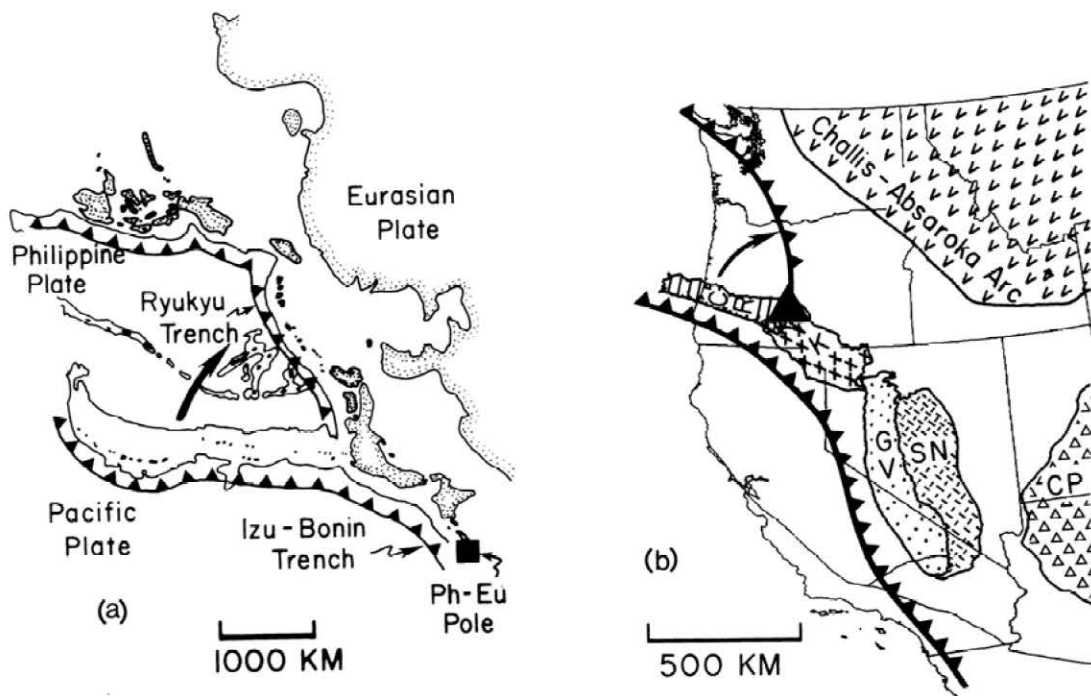 Eurasian
Plate
Philippine
Plate
Ryukyu
Trench
Pacific
Plate
Izu-Bonin
Trench
Ph-Eu
Pole
(a)
1000 KM
Challis-Absaroka Arc
CR
K
G
V
SN
CP
(b)
500 KM